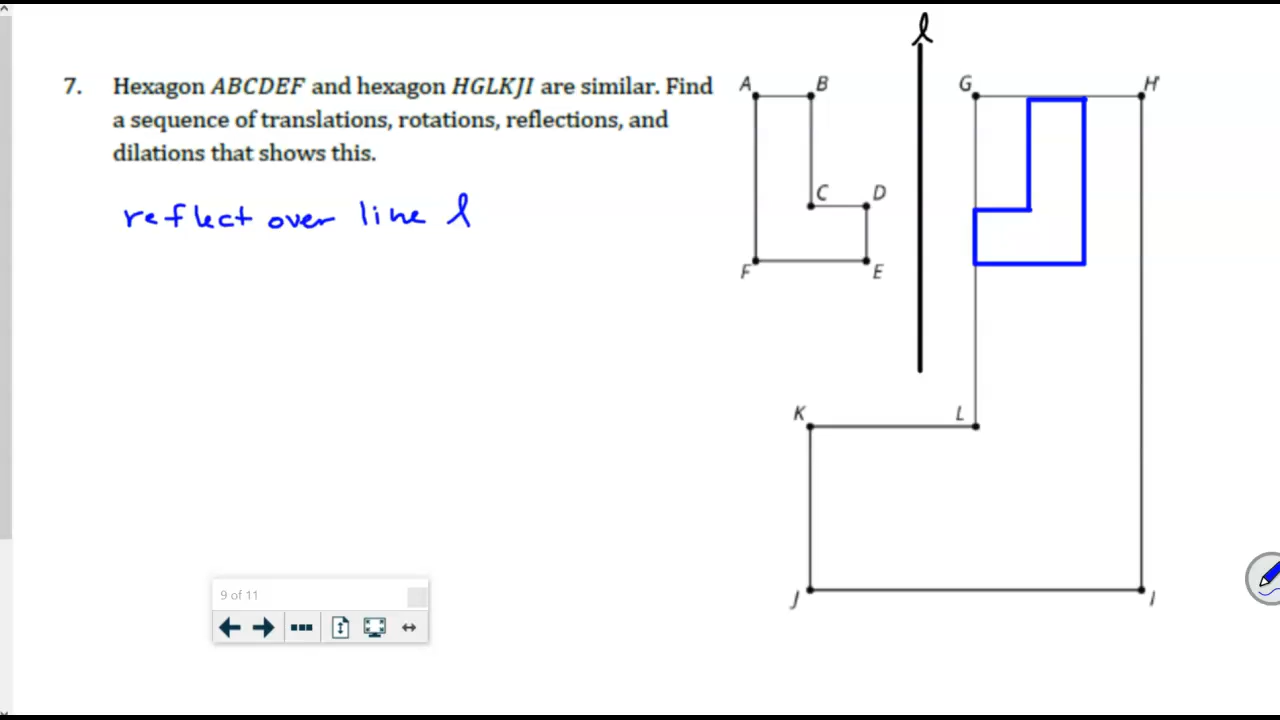 ℓ
7. Hexagon ABCDEF and hexagon HGLKJI are similar. Find
a sequence of translations, rotations, reflections, and
dilations that shows this.
reflect over line ℓ
A B G H
C D
F E
K L
J I
9 of 11